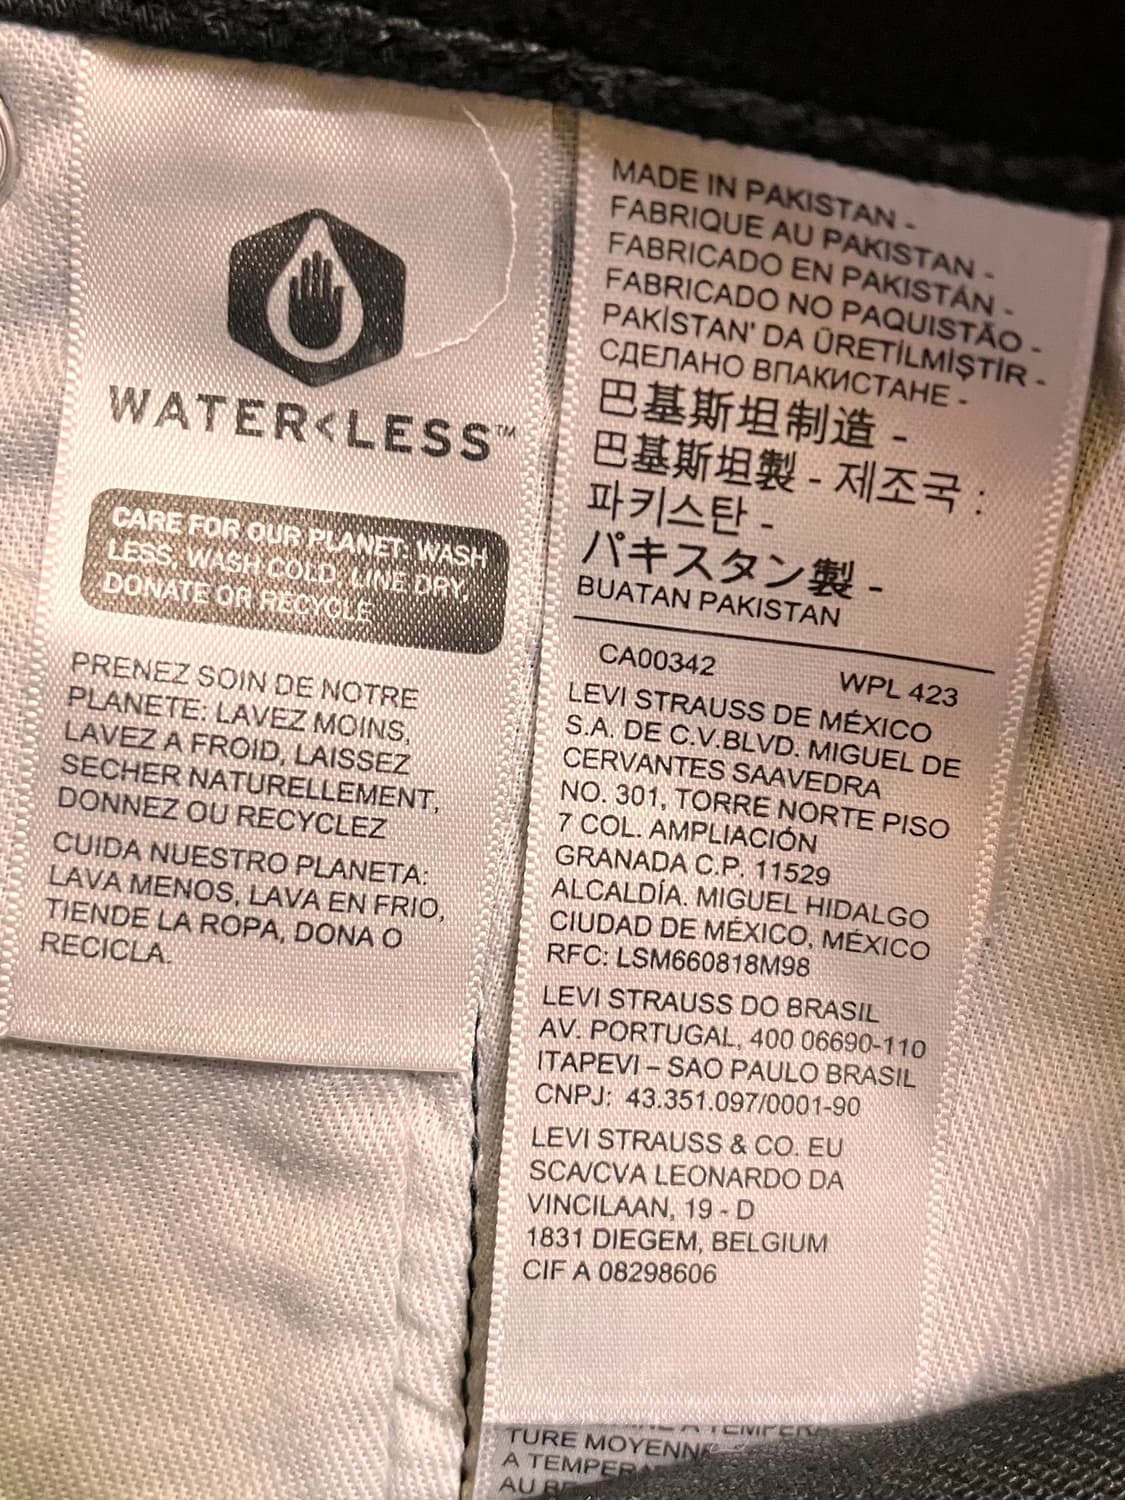 WATER<LESS™
CARE FOR OUR PLANET: WASH
LESS, WASH COLD, LINE DRY,
DONATE OR RECYCLE
PRENEZ SOIN DE NOTRE
PLANETE: LAVEZ MOINS,
LAVEZ A FROID, LAISSEZ
SECHER NATURELLEMENT,
DONNEZ OU RECYCLEZ
CUIDA NUESTRO PLANETA:
LAVA MENOS, LAVA EN FRIO,
TIENDE LA ROPA, DONA O
RECICLA.
MADE IN PAKISTAN -
FABRIQUE AU PAKISTAN -
FABRICADO EN PAKISTÁN -
FABRICADO NO PAQUISTÃO -
PAKİSTAN' DA ÜRETİLMİŞTİR -
СДЕЛАНО ВПАКИСТАНЕ -
巴基斯坦制造 -
巴基斯坦製 - 제조국 :
파키스탄 -
パキスタン製 -
BUATAN PAKISTAN
CA00342 WPL 423
LEVI STRAUSS DE MÉXICO
S.A. DE C.V.BLVD. MIGUEL DE
CERVANTES SAAVEDRA
NO. 301, TORRE NORTE PISO
7 COL. AMPLIACIÓN
GRANADA C.P. 11529
ALCALDÍA. MIGUEL HIDALGO
CIUDAD DE MÉXICO, MÉXICO
RFC: LSM660818M98
LEVI STRAUSS DO BRASIL
AV. PORTUGAL, 400 06690-110
ITAPEVI – SAO PAULO BRASIL
CNPJ: 43.351.097/0001-90
LEVI STRAUSS & CO. EU
SCA/CVA LEONARDO DA
VINCILAAN, 19 - D
1831 DIEGEM, BELGIUM
CIF A 08298606
A TEMPERA
TURE MOYENNE
A TEMPERA
AU